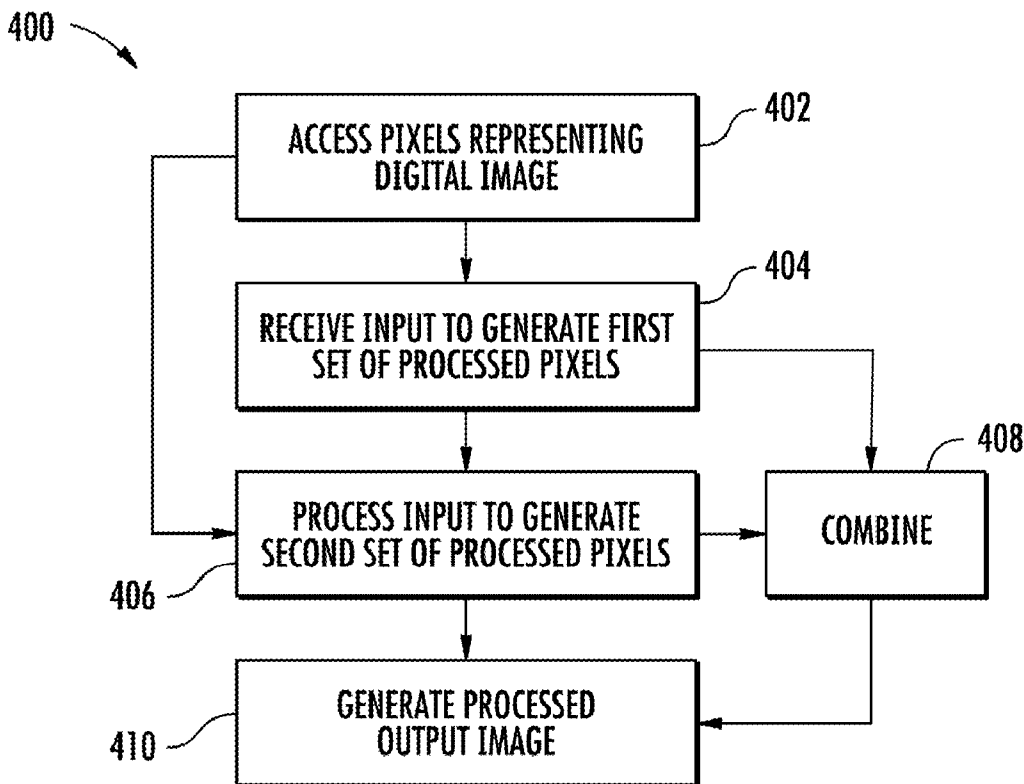 400
402
ACCESS PIXELS REPRESENTING
DIGITAL IMAGE
404
RECEIVE INPUT TO GENERATE FIRST
SET OF PROCESSED PIXELS
408
PROCESS INPUT TO GENERATE
SECOND SET OF PROCESSED PIXELS
COMBINE
406
GENERATE PROCESSED
OUTPUT IMAGE
410